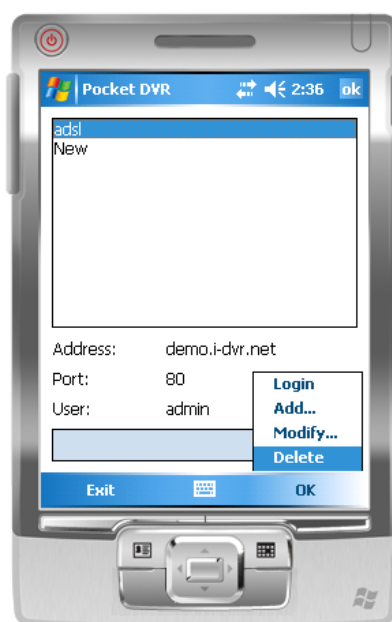 Pocket DVR 2:36 ok
adsl
New
Address: demo.i-dvr.net
Port: 80
User: admin
Login
Add...
Modify...
Delete
Exit OK